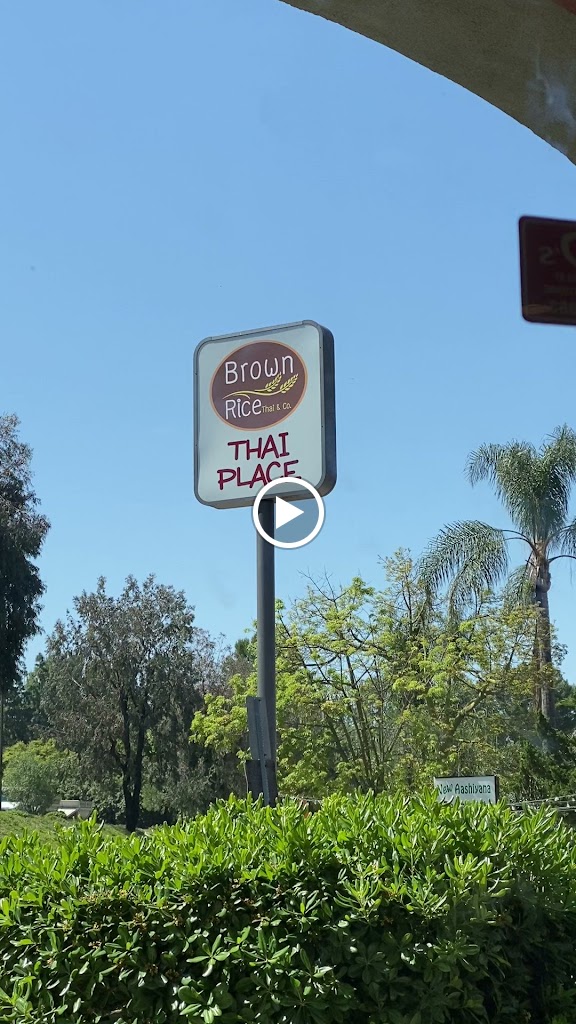 Brown
Rice Thai & Co.
THAI
PLACE
New Aashiyana